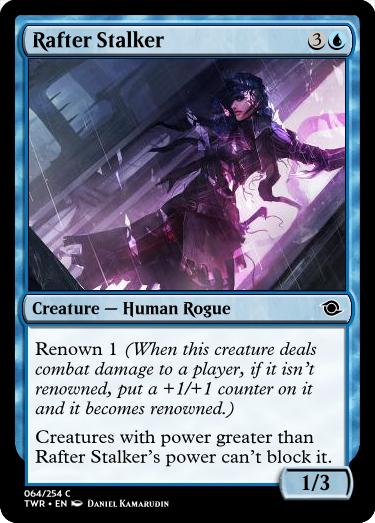 Rafter Stalker 3
Creature — Human Rogue
Renown 1 (When this creature deals
combat damage to a player, if it isn't
renowned, put a +1/+1 counter on it
and it becomes renowned.)
Creatures with power greater than
Rafter Stalker's power can't block it.
1/3
064/254 C
TWR • EN Daniel Kamarudin